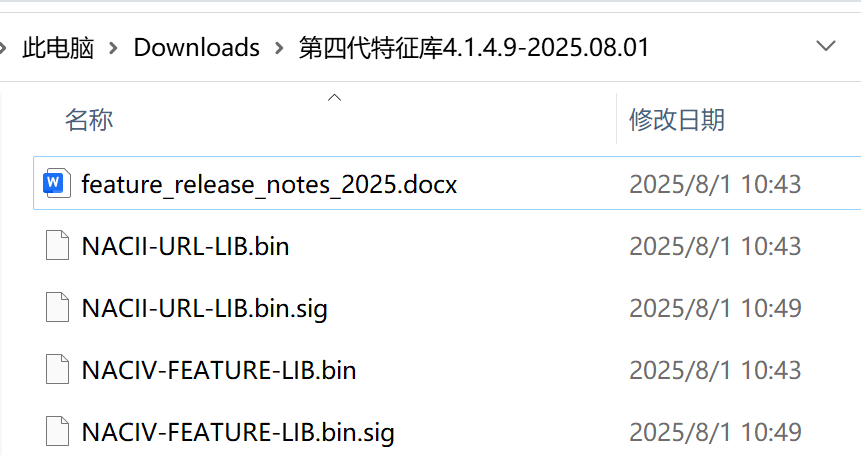 此电脑 > Downloads > 第四代特征库4.1.4.9-2025.08.01
名称 修改日期
feature_release_notes_2025.docx 2025/8/1 10:43
NACII-URL-LIB.bin 2025/8/1 10:43
NACII-URL-LIB.bin.sig 2025/8/1 10:49
NACIV-FEATURE-LIB.bin 2025/8/1 10:43
NACIV-FEATURE-LIB.bin.sig 2025/8/1 10:49